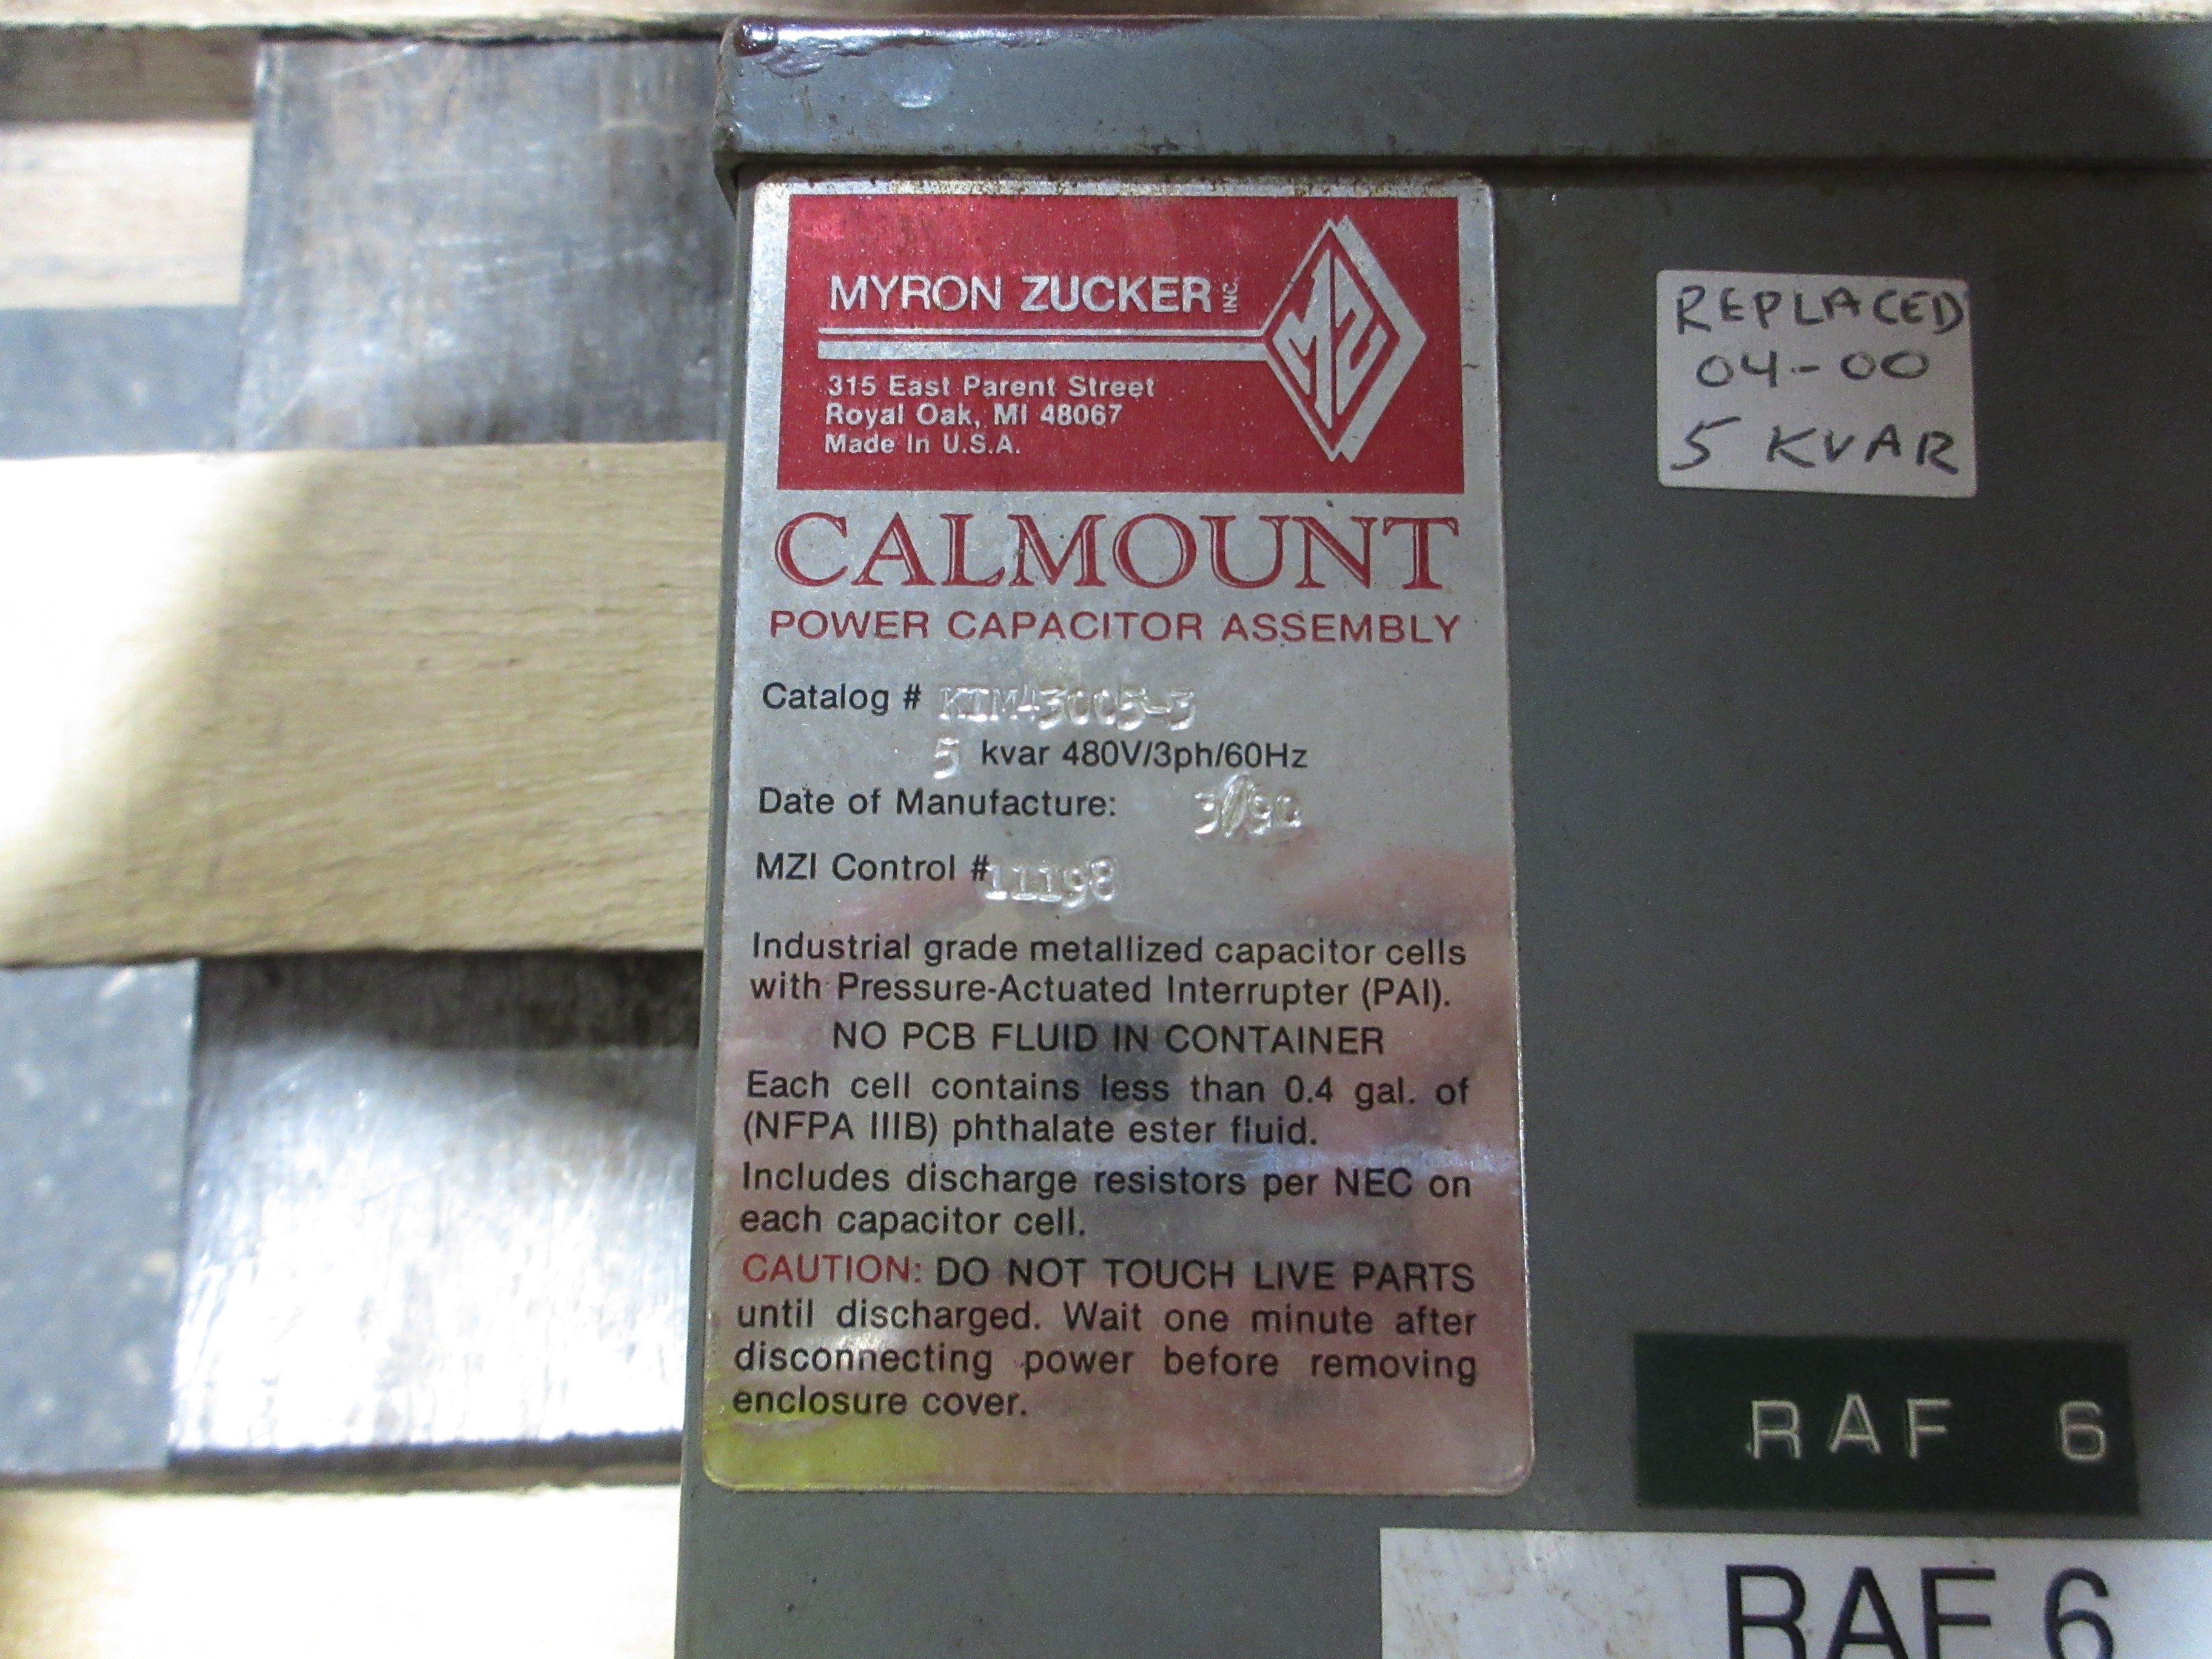 MYRON ZUCKER INC.
MZ
315 East Parent Street
Royal Oak, MI 48067
Made In U.S.A.
CALMOUNT
POWER CAPACITOR ASSEMBLY
Catalog # KIM43005-3
5 kvar 480V/3ph/60Hz
Date of Manufacture:
MZI Control # 11198
Industrial grade metallized capacitor cells
with Pressure-Actuated Interrupter (PAI).
NO PCB FLUID IN CONTAINER
Each cell contains less than 0.4 gal. of
(NFPA IIIB) phthalate ester fluid.
Includes discharge resistors per NEC on
each capacitor cell.
CAUTION: DO NOT TOUCH LIVE PARTS
until discharged. Wait one minute after
disconnecting power before removing
enclosure cover.
REPLACED
04-00
5 KVAR
RAF 6
RAF 6